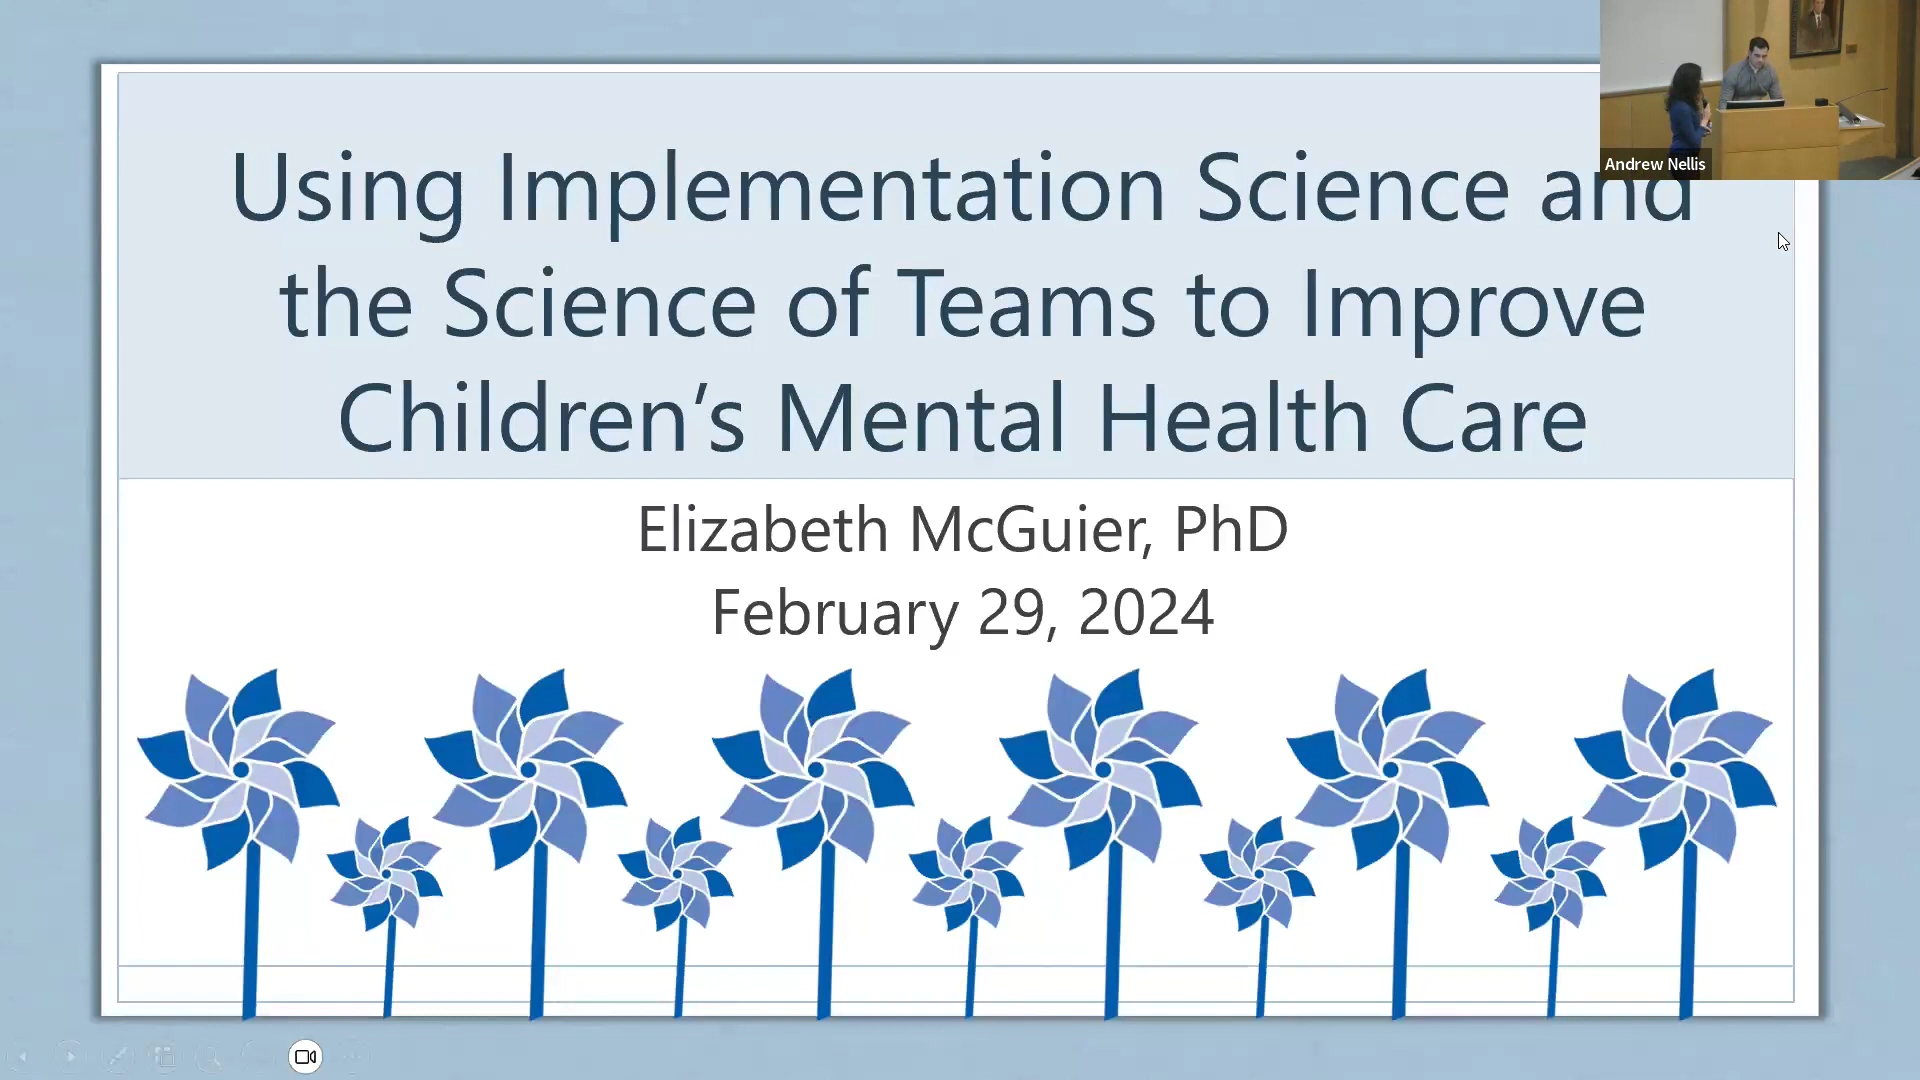 Using Implementation Science and
the Science of Teams to Improve
Children’s Mental Health Care
Elizabeth McGuier, PhD
February 29, 2024
Andrew Nellis